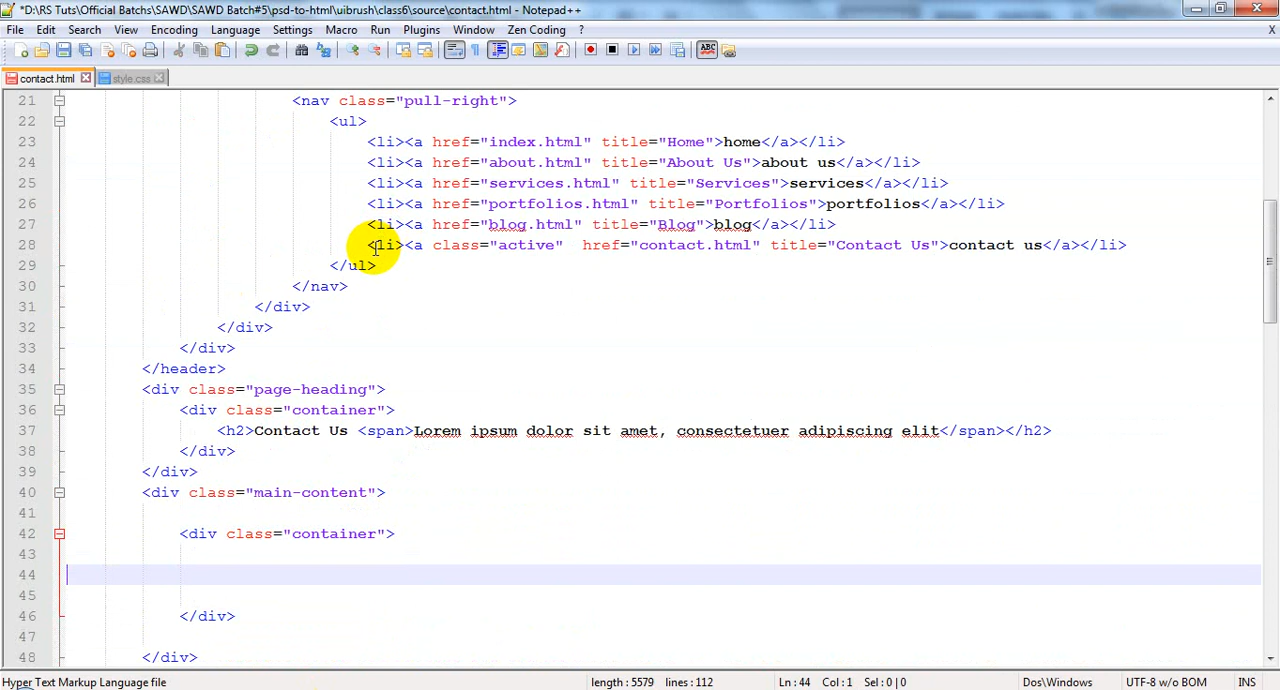 *D:\RS Tuts\Official Batchs\SAWD\SAWD Batch#5\psd-to-html\uibrush\class6\source\contact.html - Notepad++
File Edit Search View Encoding Language Settings Macro Run Plugins Window Zen Coding ? X
ABC
contact.html style.css
21 <nav class="pull-right">
22 <ul>
23 <li><a href="index.html" title="Home">home</a></li>
24 <li><a href="about.html" title="About Us">about us</a></li>
25 <li><a href="services.html" title="Services">services</a></li>
26 <li><a href="portfolios.html" title="Portfolios">portfolios</a></li>
27 <li><a href="blog.html" title="Blog">blog</a></li>
28 <li><a class="active"  href="contact.html" title="Contact Us">contact us</a></li>
29 </ul>
30 </nav>
31 </div>
32 </div>
33 </div>
34 </header>
35 <div class="page-heading">
36 <div class="container">
37 <h2>Contact Us <span>Lorem ipsum dolor sit amet, consectetuer adipiscing elit</span></h2>
38 </div>
39 </div>
40 <div class="main-content">
41
42 <div class="container">
43
44
45
46 </div>
47
48 </div>
Hyper Text Markup Language file length : 5579 lines : 112 Ln : 44 Col : 1 Sel : 0 | 0 Dos\Windows UTF-8 w/o BOM INS